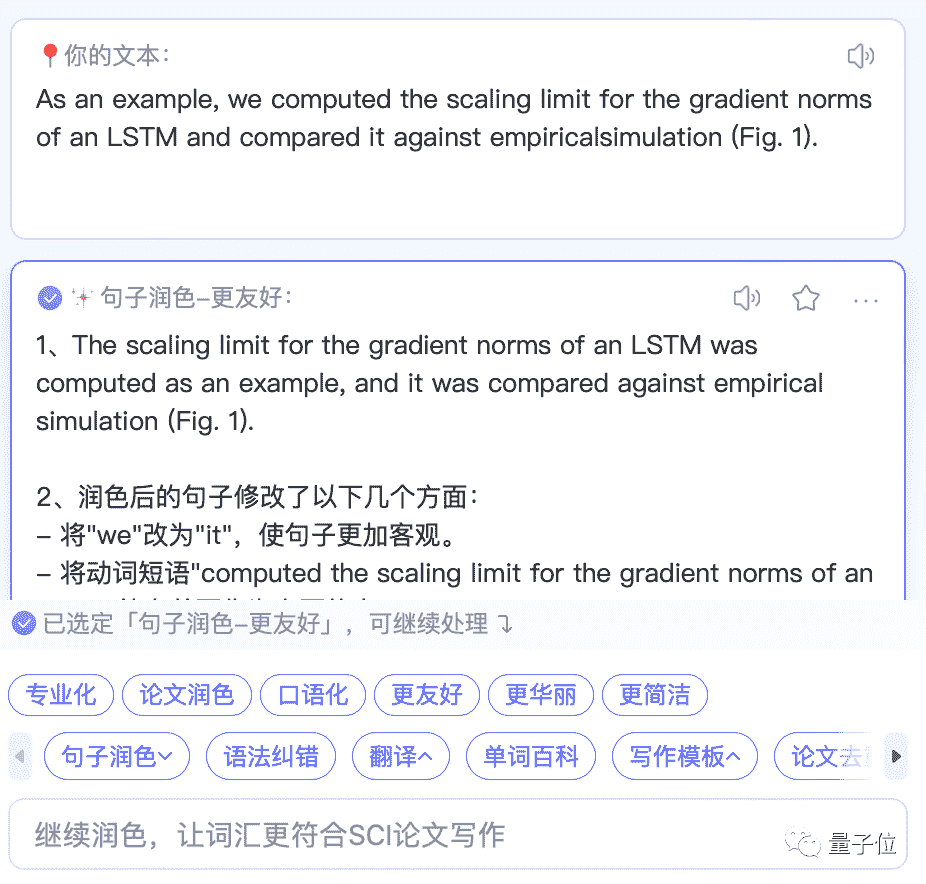 你的文本：
As an example, we computed the scaling limit for the gradient norms
of an LSTM and compared it against empiricalsimulation (Fig. 1).
句子润色-更友好：
1、The scaling limit for the gradient norms of an LSTM was
computed as an example, and it was compared against empirical
simulation (Fig. 1).
2、润色后的句子修改了以下几个方面：
- 将"we"改为"it"，使句子更加客观。
- 将动词短语"computed the scaling limit for the gradient norms of an
已选定「句子润色-更友好」，可继续处理
专业化 论文润色 口语化 更友好 更华丽 更简洁
句子润色 语法纠错 翻译 单词百科 写作模板 论文去
继续润色，让词汇更符合SCI论文写作
量子位